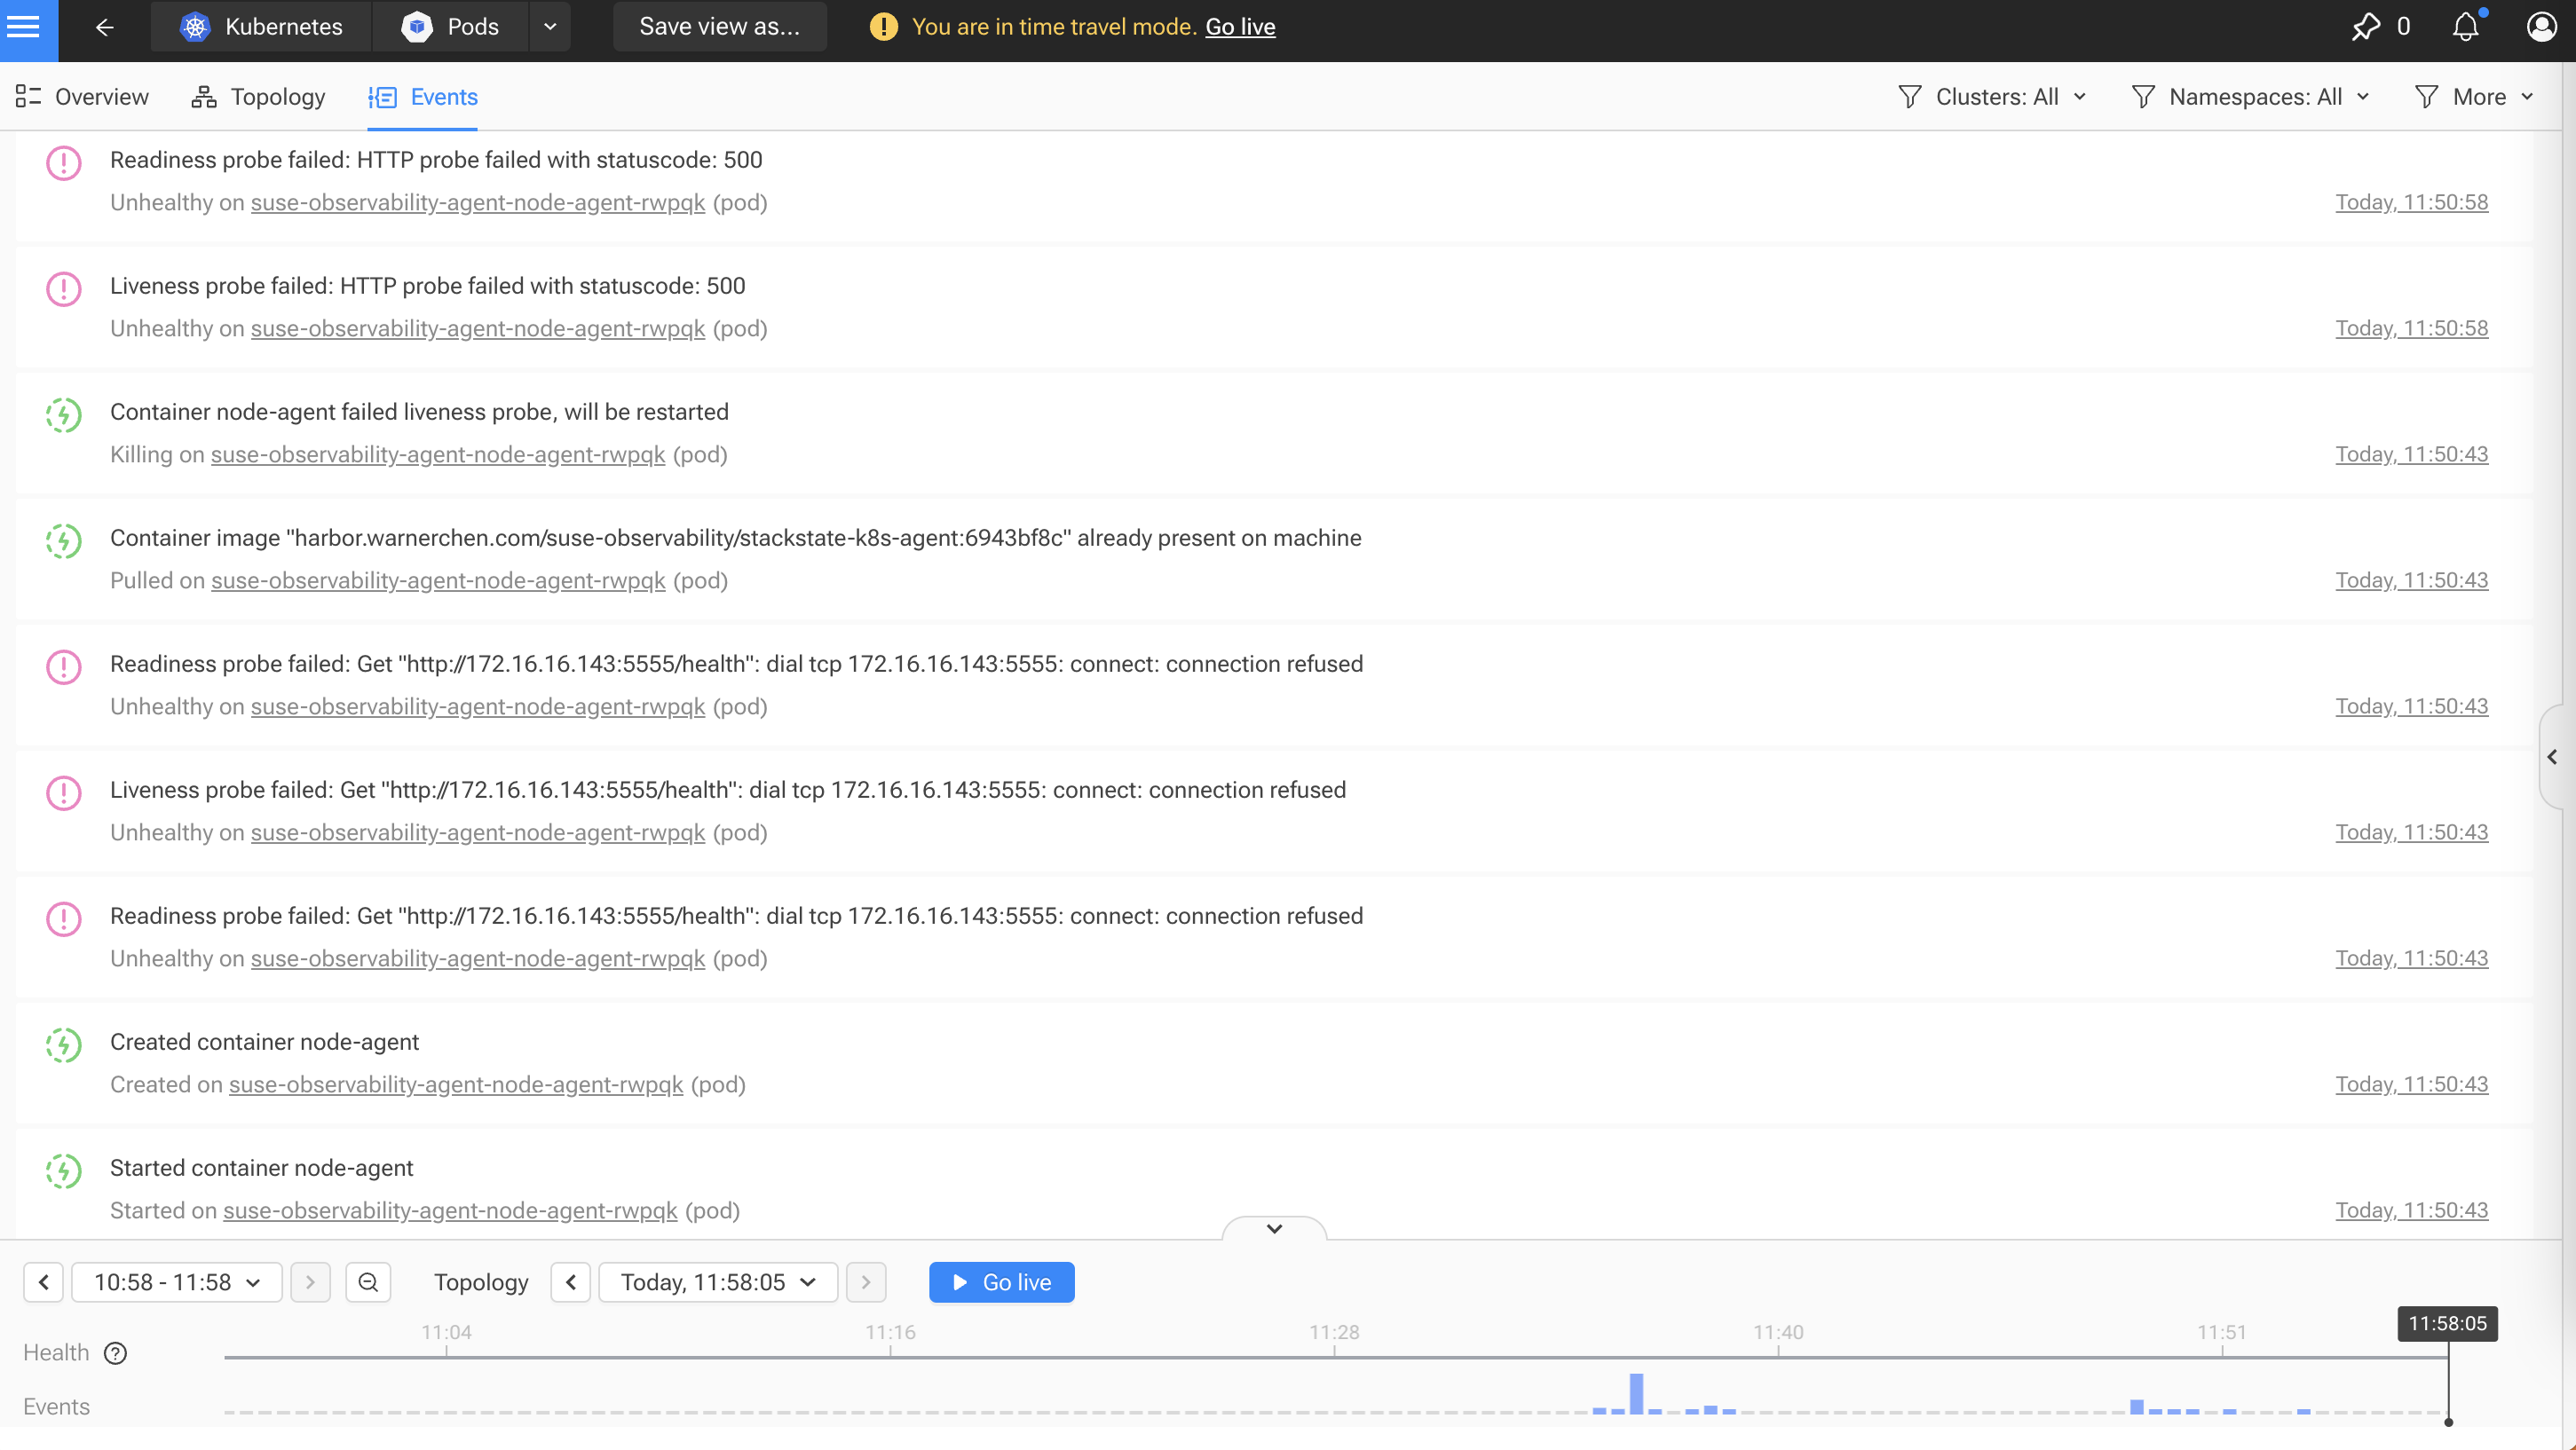 Kubernetes Pods Save view as... You are in time travel mode. Go live 0
Overview Topology Events Clusters: All Namespaces: All More
Readiness probe failed: HTTP probe failed with statuscode: 500
Unhealthy on suse-observability-agent-node-agent-rwpqk (pod) Today, 11:50:58
Liveness probe failed: HTTP probe failed with statuscode: 500
Unhealthy on suse-observability-agent-node-agent-rwpqk (pod) Today, 11:50:58
Container node-agent failed liveness probe, will be restarted
Killing on suse-observability-agent-node-agent-rwpqk (pod) Today, 11:50:43
Container image "harbor.warnerchen.com/suse-observability/stackstate-k8s-agent:6943bf8c" already present on machine
Pulled on suse-observability-agent-node-agent-rwpqk (pod) Today, 11:50:43
Readiness probe failed: Get "http://172.16.16.143:5555/health": dial tcp 172.16.16.143:5555: connect: connection refused
Unhealthy on suse-observability-agent-node-agent-rwpqk (pod) Today, 11:50:43
Liveness probe failed: Get "http://172.16.16.143:5555/health": dial tcp 172.16.16.143:5555: connect: connection refused
Unhealthy on suse-observability-agent-node-agent-rwpqk (pod) Today, 11:50:43
Readiness probe failed: Get "http://172.16.16.143:5555/health": dial tcp 172.16.16.143:5555: connect: connection refused
Unhealthy on suse-observability-agent-node-agent-rwpqk (pod) Today, 11:50:43
Created container node-agent
Created on suse-observability-agent-node-agent-rwpqk (pod) Today, 11:50:43
Started container node-agent
Started on suse-observability-agent-node-agent-rwpqk (pod) Today, 11:50:43
10:58 - 11:58 Topology Today, 11:58:05 Go live
11:04 11:16 11:28 11:40 11:51 11:58:05
Health
Events